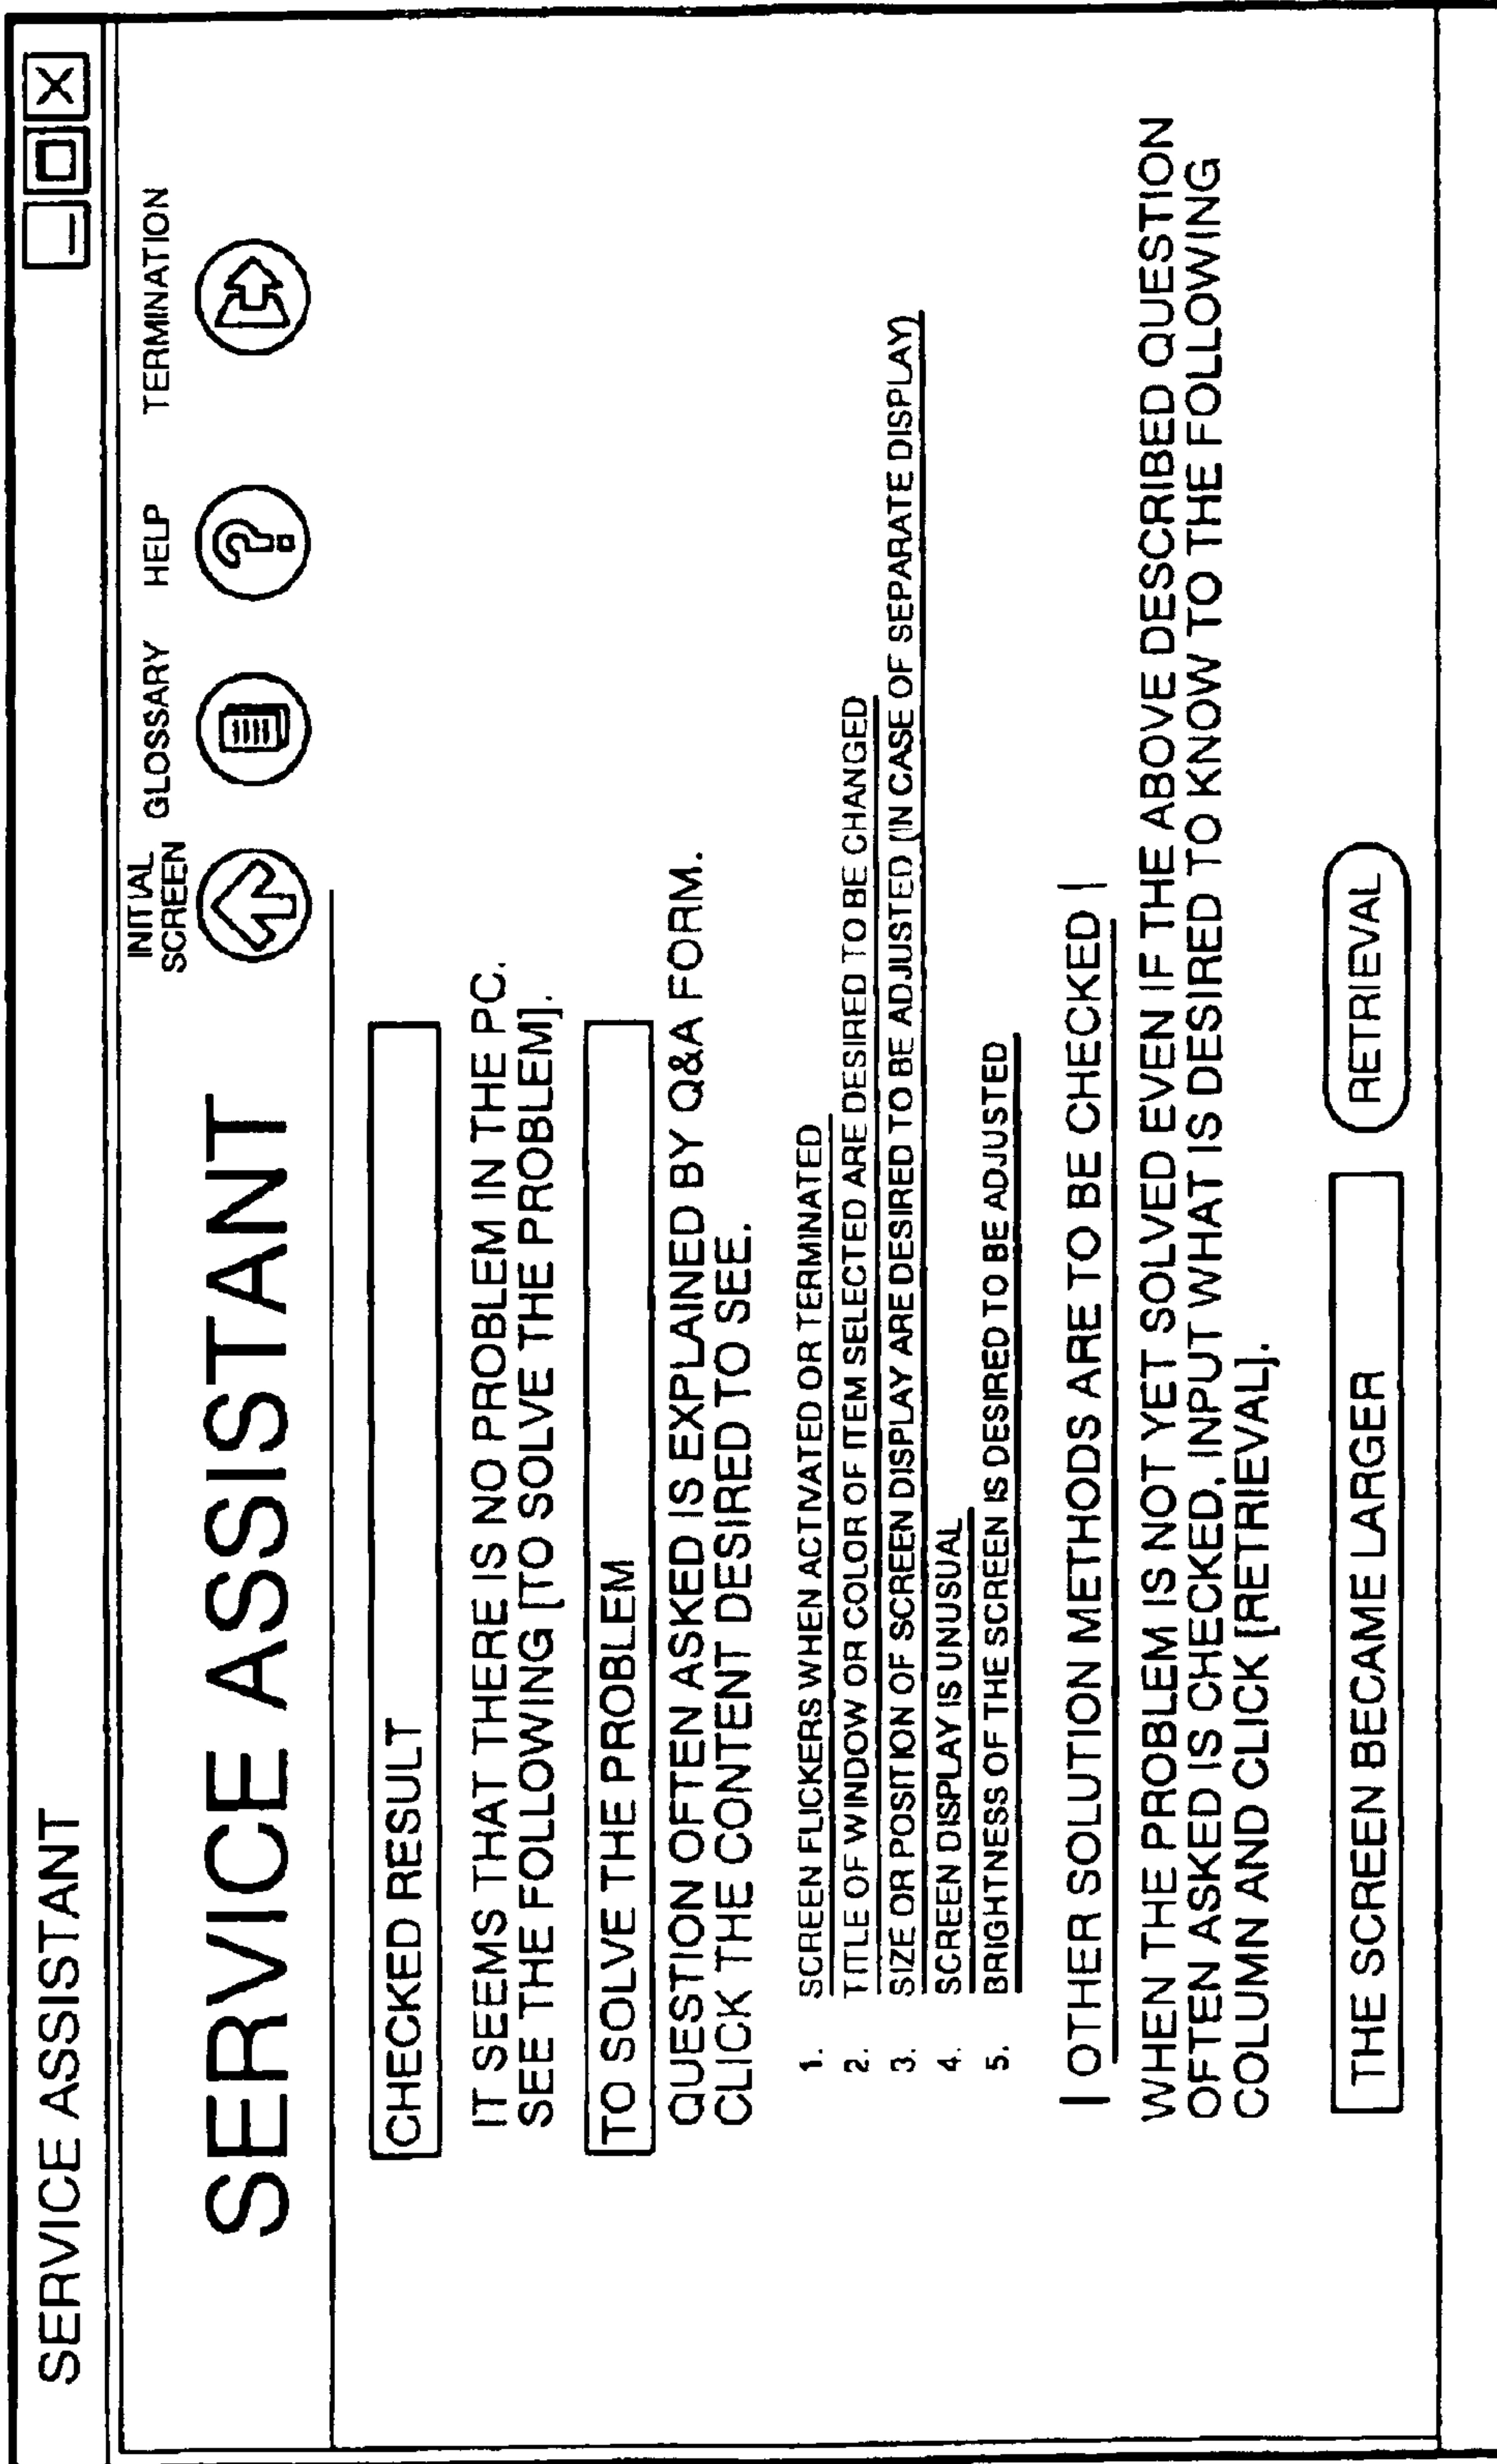 SERVICE ASSISTANT
SERVICE ASSISTANT
INITIAL
SCREEN
GLOSSARY
HELP
TERMINATION
CHECKED RESULT
IT SEEMS THAT THERE IS NO PROBLEM IN THE PC.
SEE THE FOLLOWING [TO SOLVE THE PROBLEM].
TO SOLVE THE PROBLEM
QUESTION OFTEN ASKED IS EXPLAINED BY Q&A FORM.
CLICK THE CONTENT DESIRED TO SEE.
1. SCREEN FLICKERS WHEN ACTIVATED OR TERMINATED
2. TITLE OF WINDOW OR COLOR OF ITEM SELECTED ARE DESIRED TO BE CHANGED
3. SIZE OR POSITION OF SCREEN DISPLAY ARE DESIRED TO BE ADJUSTED (IN CASE OF SEPARATE DISPLAY)
4. SCREEN DISPLAY IS UNUSUAL
5. BRIGHTNESS OF THE SCREEN IS DESIRED TO BE ADJUSTED
| OTHER SOLUTION METHODS ARE TO BE CHECKED |
WHEN THE PROBLEM IS NOT YET SOLVED EVEN IF THE ABOVE DESCRIBED QUESTION
OFTEN ASKED IS CHECKED, INPUT WHAT IS DESIRED TO KNOW TO THE FOLLOWING
COLUMN AND CLICK [RETRIEVAL].
THE SCREEN BECAME LARGER
RETRIEVAL